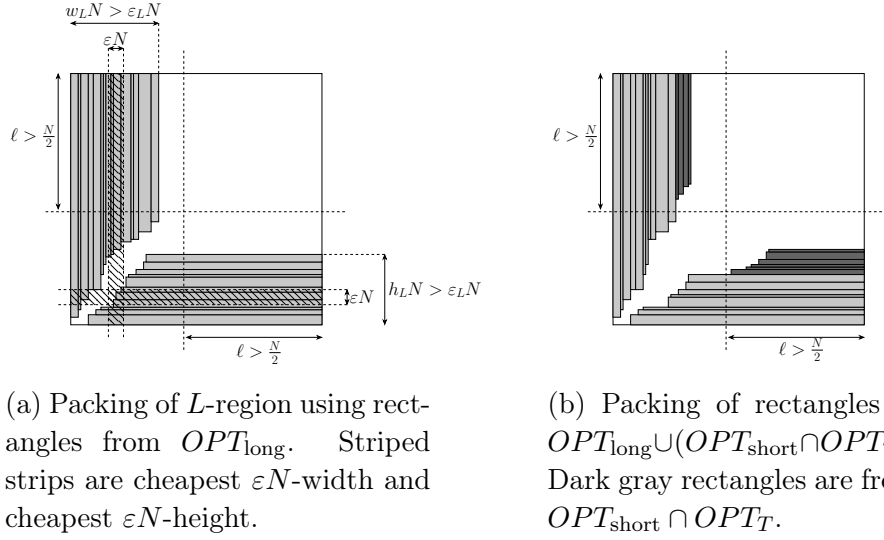 w_L N > ε_L N
εN
ℓ > N/2
h_L N > ε_L N
εN
ℓ > N/2
ℓ > N/2
ℓ > N/2
(a) Packing of L-region using rect-
angles from OPT_long. Striped
strips are cheapest εN-width and
cheapest εN-height.
(b) Packing of rectangles
OPT_long∪(OPT_short∩OPT
Dark gray rectangles are fro
OPT_short ∩ OPT_T.